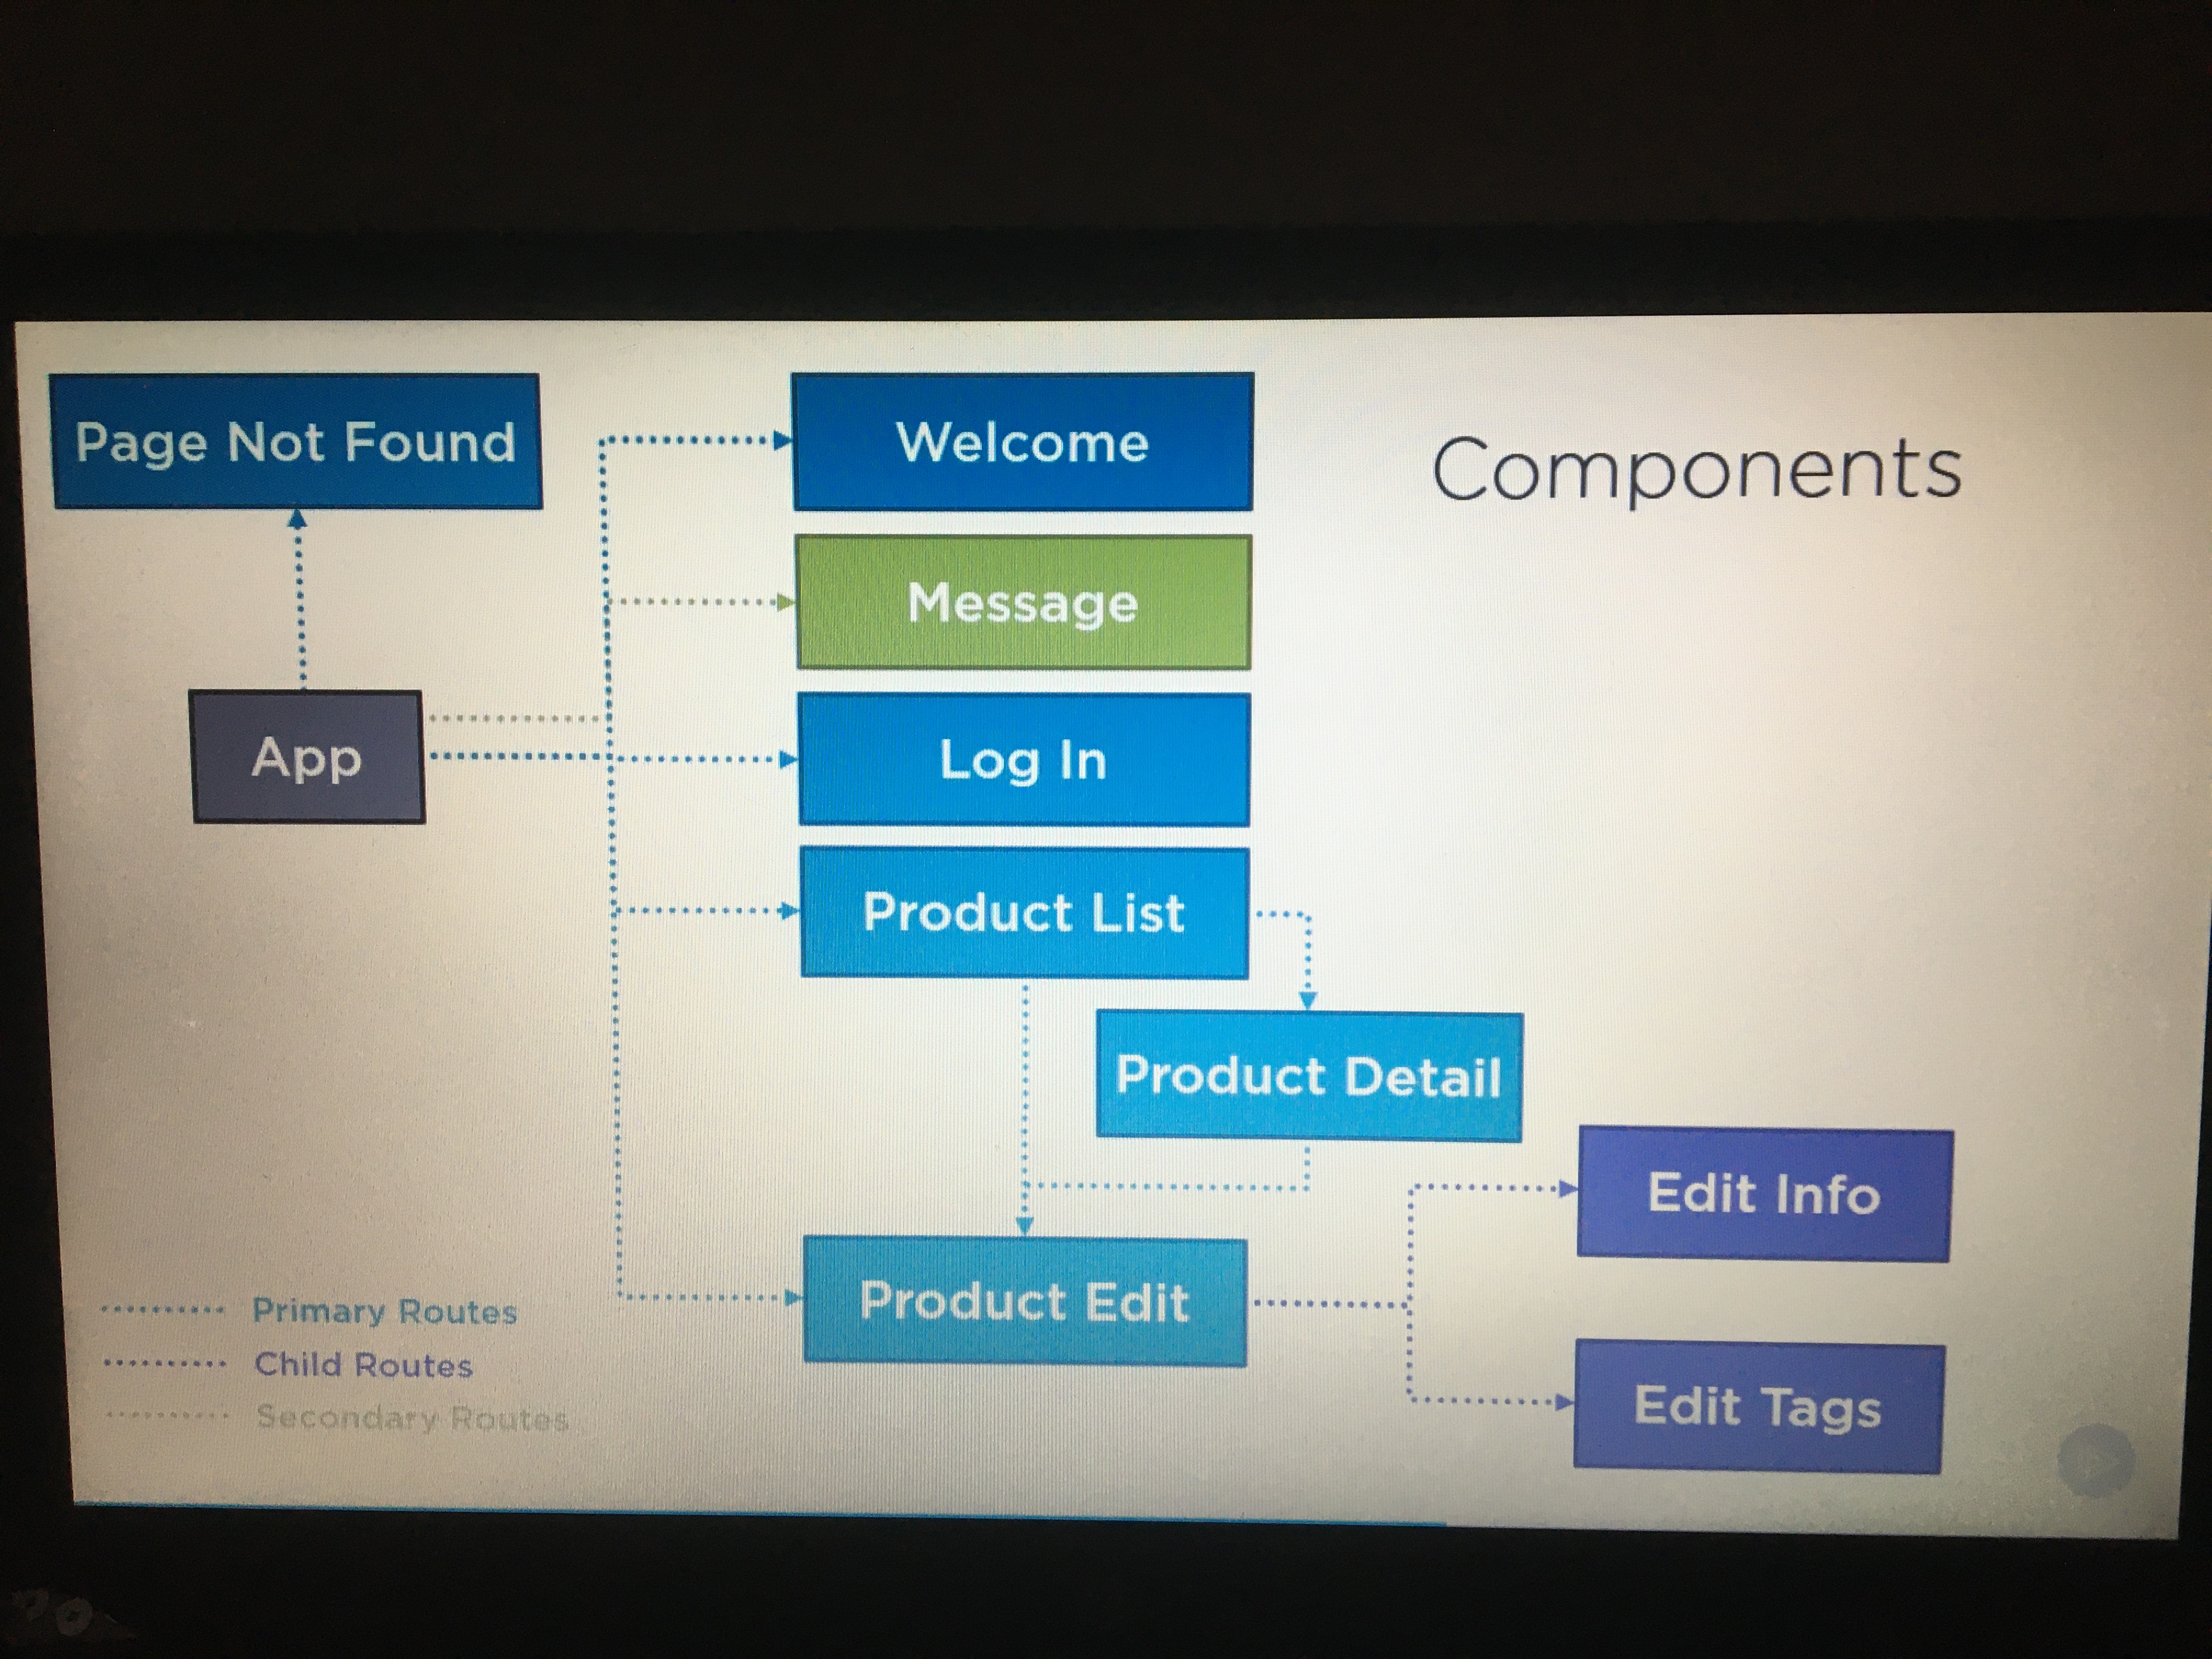 Page Not Found
Welcome
Components
Message
App
Log In
Product List
Product Detail
Edit Info
Product Edit
Edit Tags
Primary Routes
Child Routes
Secondary Routes